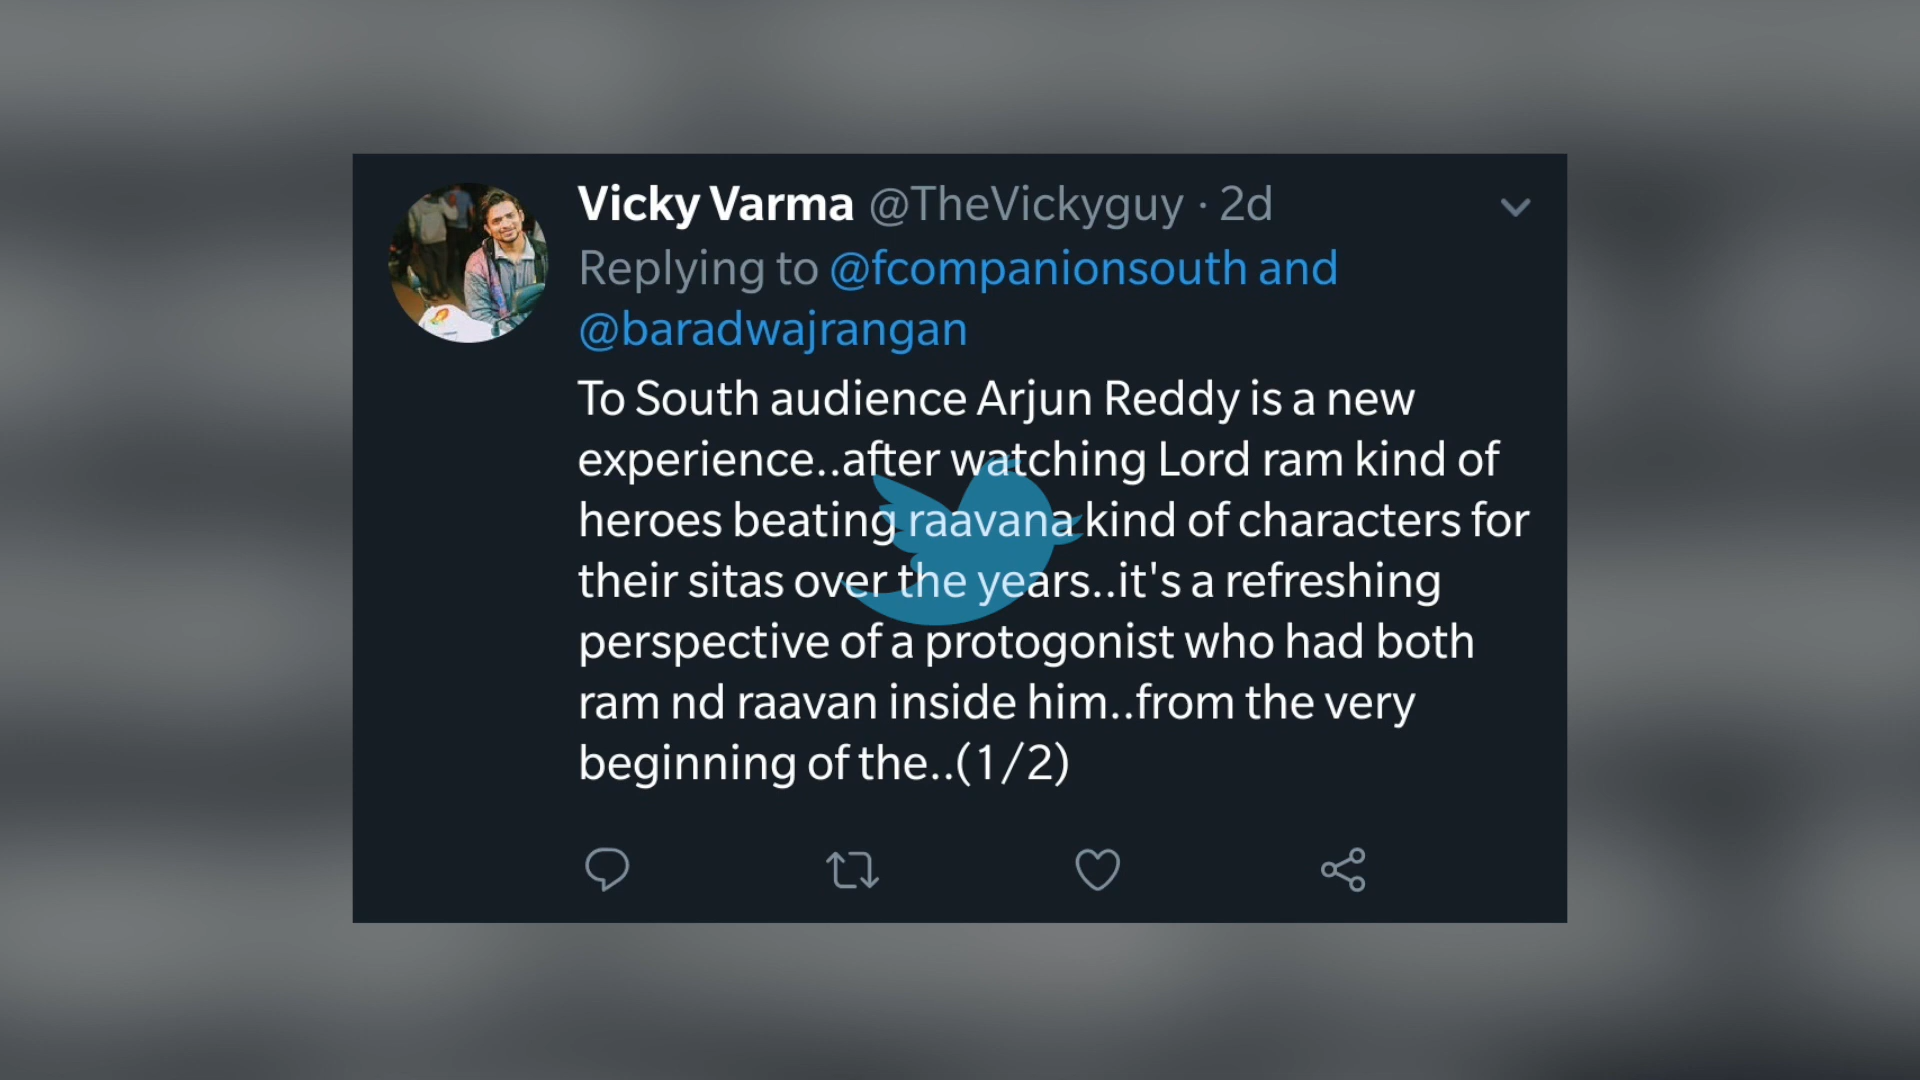 Vicky Varma @TheVickyguy · 2d
Replying to @fcompanionsouth and
@baradwajrangan
To South audience Arjun Reddy is a new
experience..after watching Lord ram kind of
heroes beating raavana kind of characters for
their sitas over the years..it's a refreshing
perspective of a protogonist who had both
ram nd raavan inside him..from the very
beginning of the..(1/2)